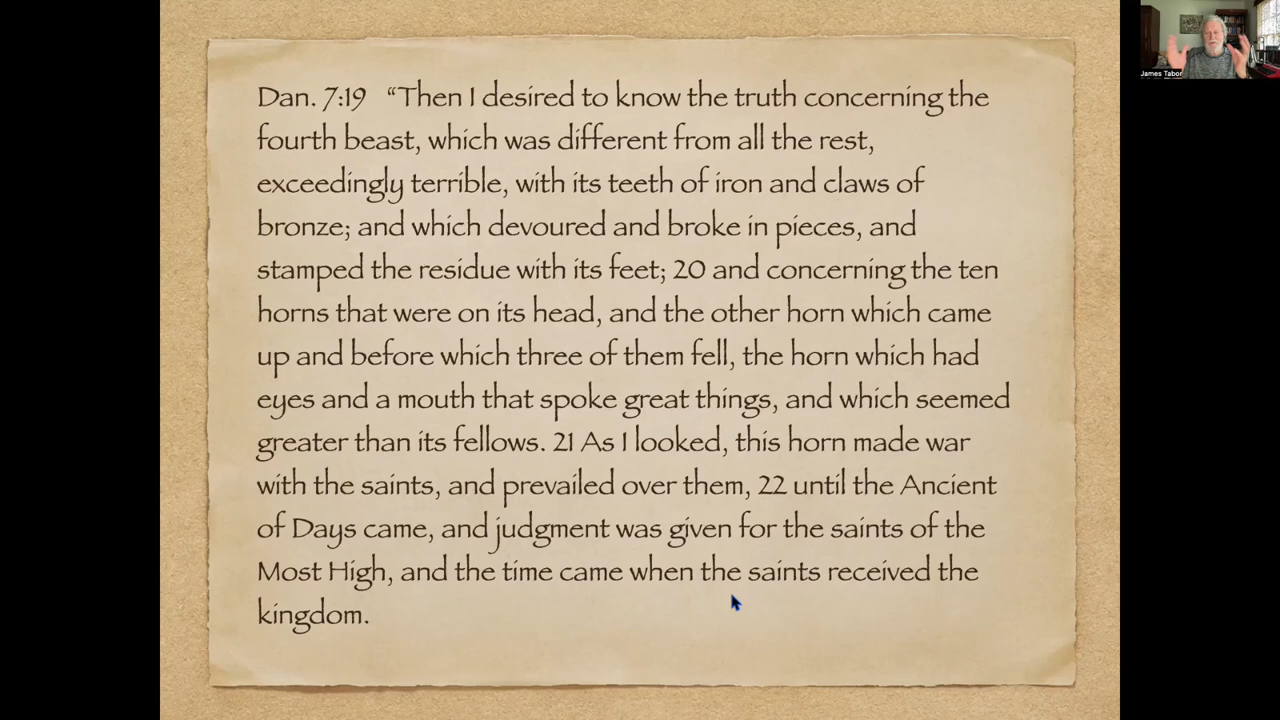 Dan. 7:19 “Then I desired to know the truth concerning the
fourth beast, which was different from all the rest,
exceedingly terrible, with its teeth of iron and claws of
bronze; and which devoured and broke in pieces, and
stamped the residue with its feet; 20 and concerning the ten
horns that were on its head, and the other horn which came
up and before which three of them fell, the horn which had
eyes and a mouth that spoke great things, and which seemed
greater than its fellows. 21 As I looked, this horn made war
with the saints, and prevailed over them, 22 until the Ancient
of Days came, and judgment was given for the saints of the
Most High, and the time came when the saints received the
kingdom.
James Tabor